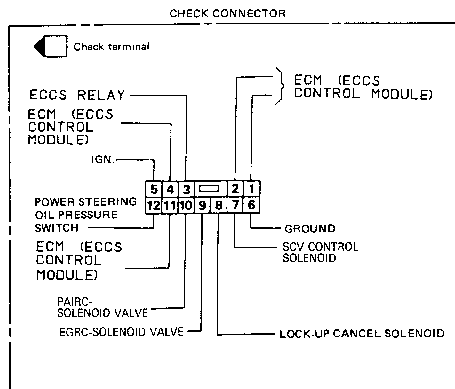 CHECK CONNECTOR
Check terminal
ECCS RELAY
ECM (ECCS
CONTROL
MODULE)
IGN.
ECM (ECCS
CONTROL MODULE)
5 4 3 2 1
12 11 10 9 8 7 6
POWER STEERING
OIL PRESSURE
SWITCH
ECM (ECCS
CONTROL
MODULE)
PAIRC-
SOLENOID VALVE
EGRC-SOLENOID VALVE
GROUND
SCV CONTROL
SOLENOID
LOCK-UP CANCEL SOLENOID